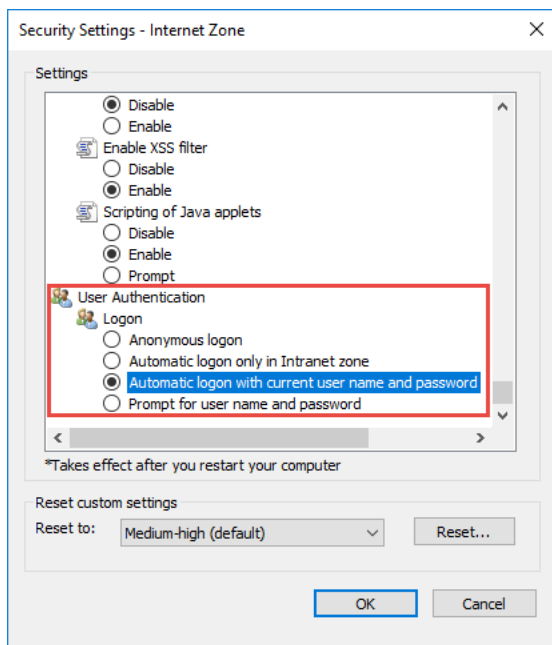 Security Settings - Internet Zone
Settings
Disable
Enable
Enable XSS filter
Disable
Enable
Scripting of Java applets
Disable
Enable
Prompt
User Authentication
Logon
Anonymous logon
Automatic logon only in Intranet zone
Automatic logon with current user name and password
Prompt for user name and password
*Takes effect after you restart your computer
Reset custom settings
Reset to: Medium-high (default) Reset...
OK Cancel